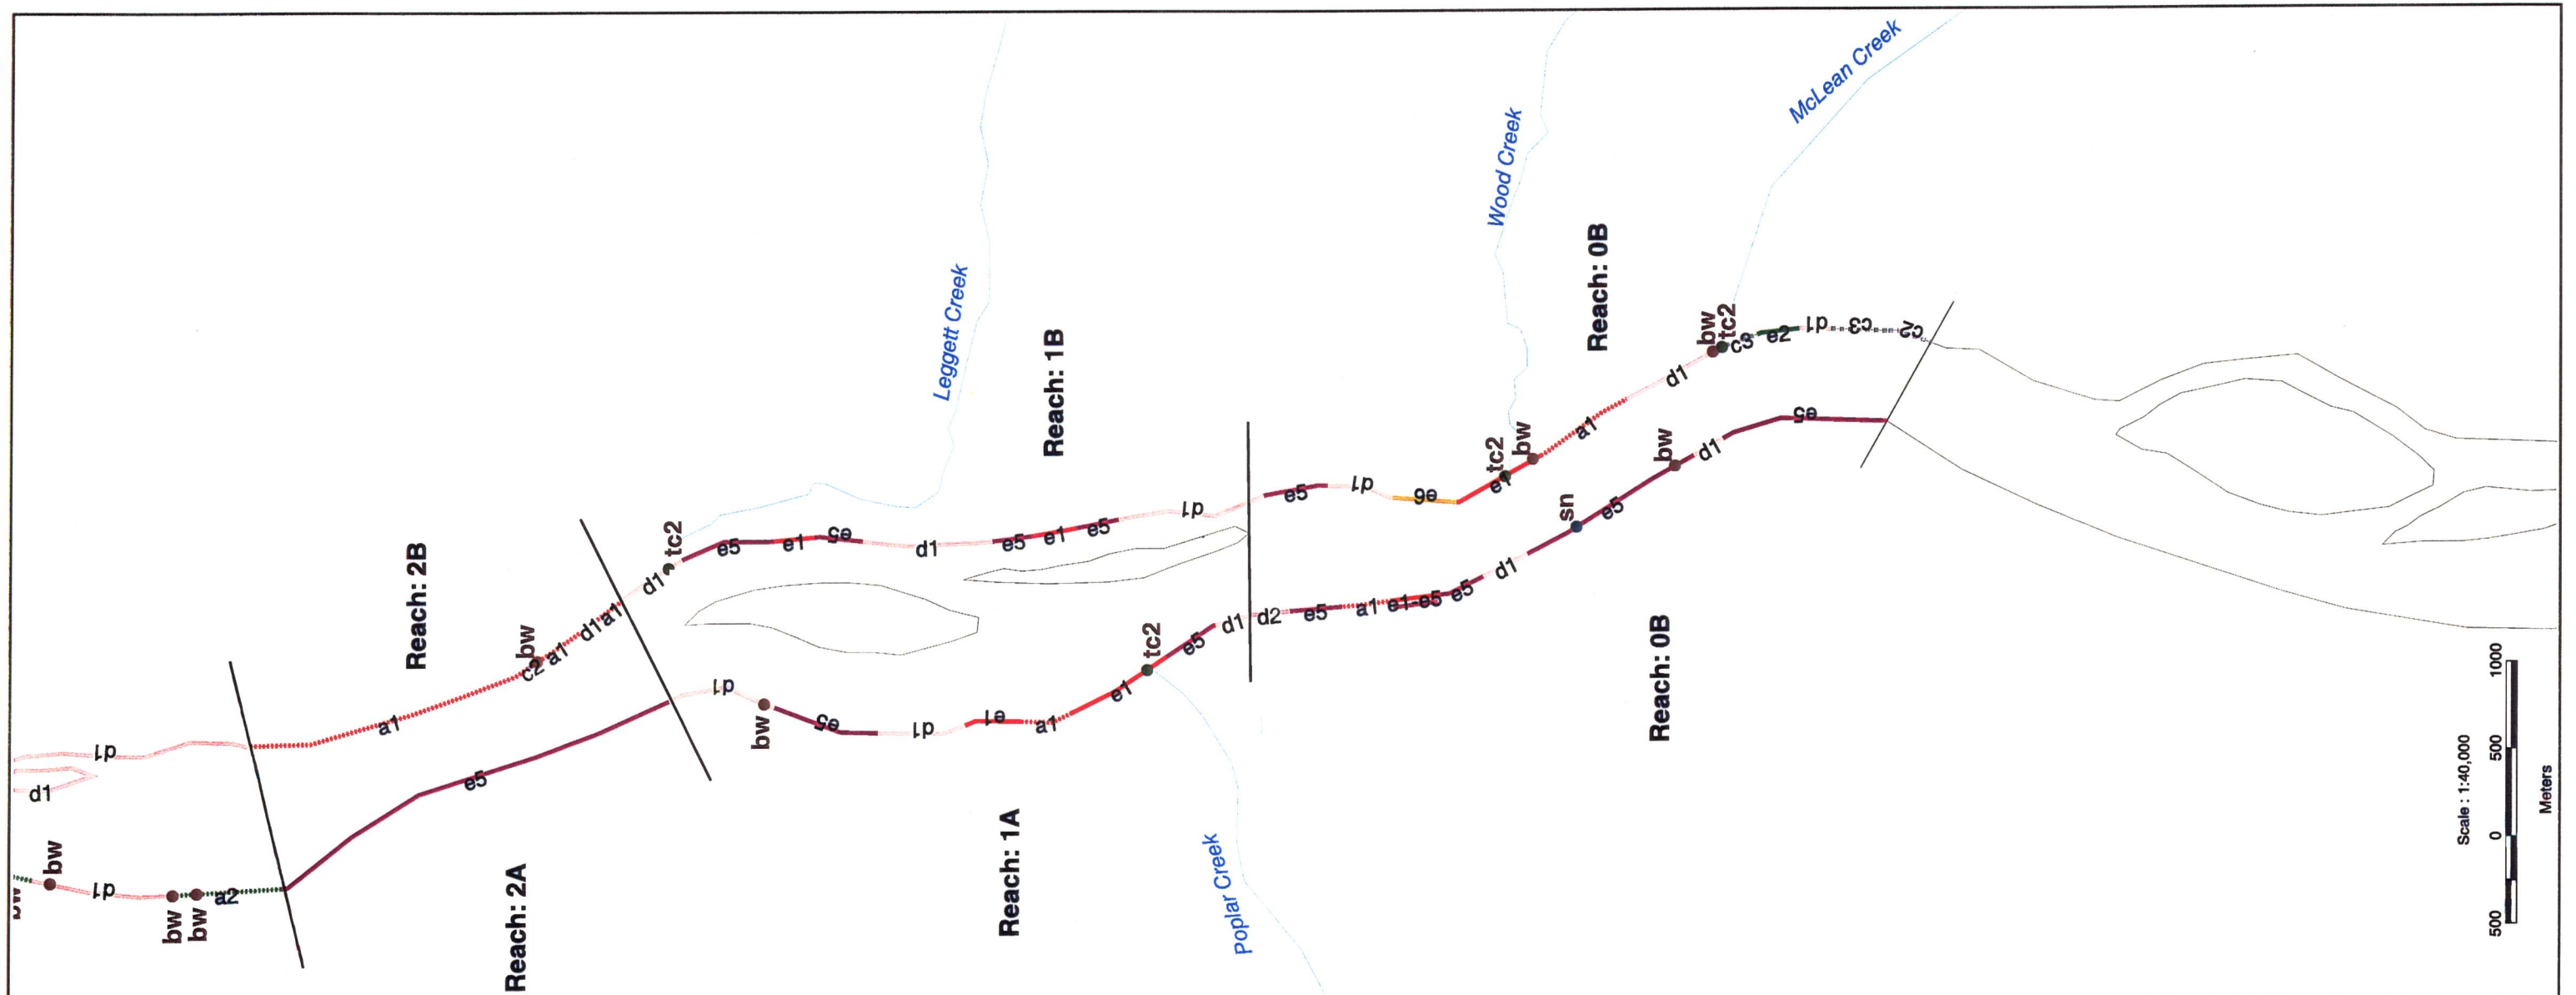 McLean Creek
Wood Creek
Leggett Creek
Poplar Creek
Reach: 0B
Reach: 1B
Reach: 2B
Reach: 0B
Reach: 1A
Reach: 2A
d1
d1
a1
c2
bw
a1
d1
a1
d1
tc2
e5
e1
e5
d1
e5
e1
e5
d1
e5
d1
e6
e1
tc2
bw
a1
d1
bw
tc2
c3
e2
d1
c3
c2
bw
bw
d1
bw
bw
a2
e5
d1
bw
e5
d1
e1
a1
e1
tc2
e5
d1
d2
e5
a1
e1-e5
e5
d1
sn
e5
bw
d1
e5
Scale : 1:40,000
500 0 500 1000
Meters